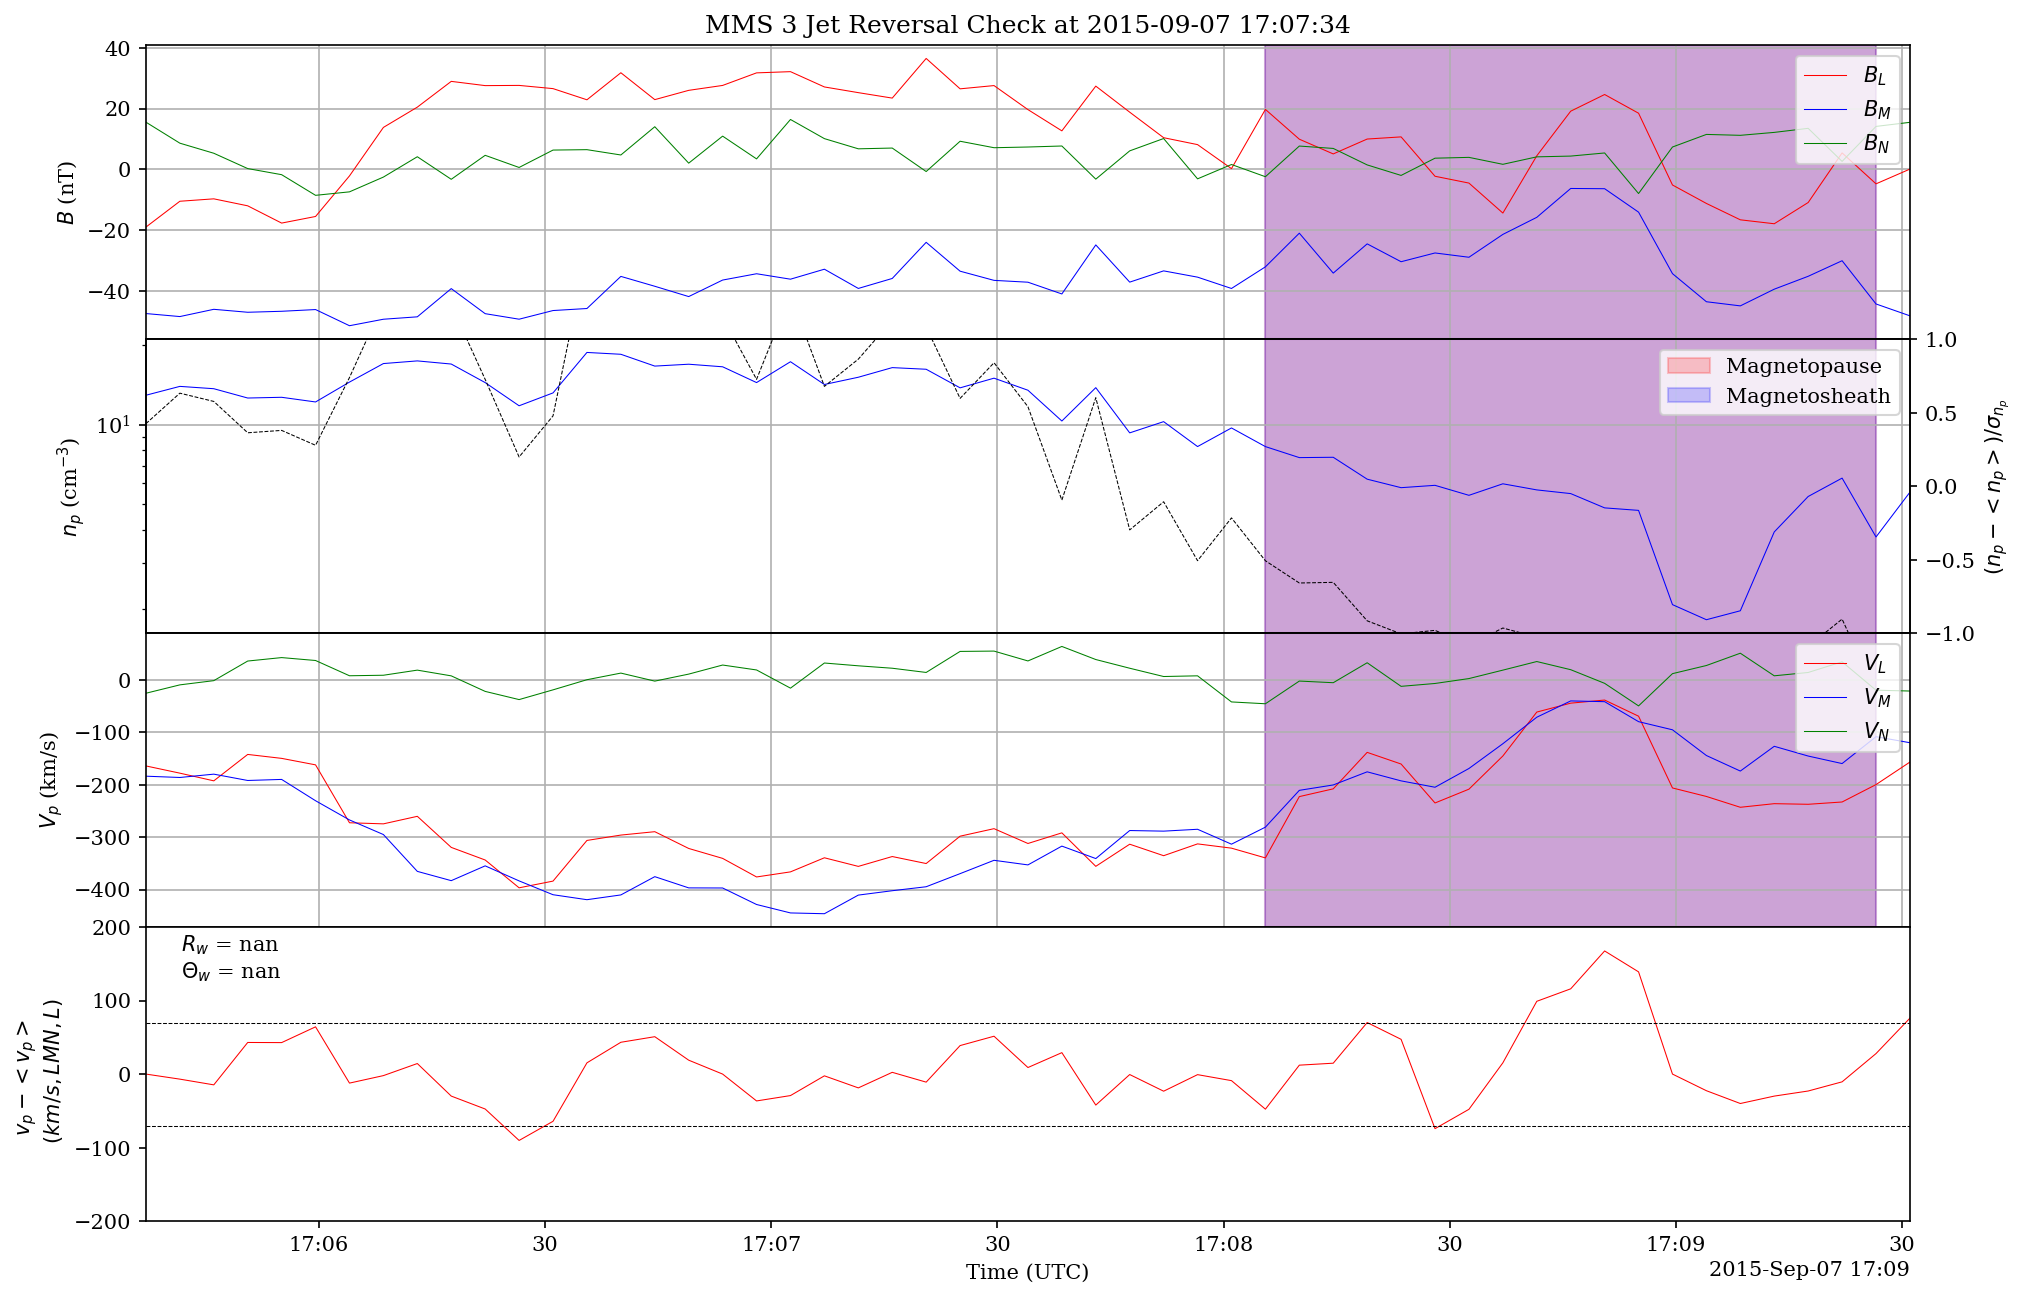 MMS 3 Jet Reversal Check at 2015-09-07 17:07:34
40
20
0
−20
−40
B (nT)
B_L
B_M
B_N
10^1
n_p (cm^{−3})
Magnetopause
Magnetosheath
1.0
0.5
0.0
−0.5
−1.0
(n_p − < n_p > )/σ_{n_p}
0
−100
−200
−300
−400
V_p (km/s)
V_L
V_M
V_N
200
100
0
−100
−200
v_p − < v_p >
(km/s, LMN, L)
R_w = nan
Θ_w = nan
17:06
30
17:07
30
17:08
30
17:09
30
Time (UTC)
2015-Sep-07 17:09